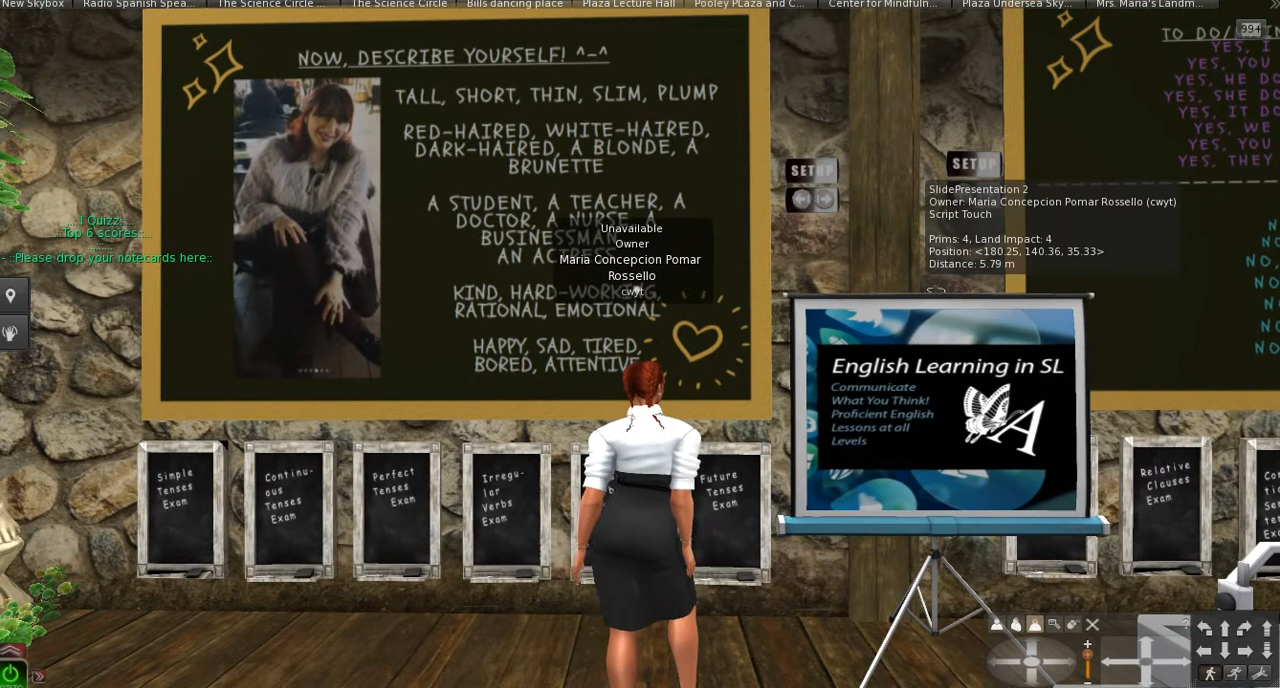 New Skybox
Radio Spanish Spea...
The Science Circle ...
The Science Circle
Bills dancing place
Plaza Lecture Hall
Pooley PLaza and C...
Center for Mindfuln...
Plaza Undersea Sky...
Mrs. Maria's Landm...
994
NOW, DESCRIBE YOURSELF! ^-^
TALL, SHORT, THIN, SLIM, PLUMP
RED-HAIRED, WHITE-HAIRED,
DARK-HAIRED, A BLONDE, A
BRUNETTE
A STUDENT, A TEACHER, A
DOCTOR, A NURSE, A
BUSINESSMAN
KIND, HARD-WORKING,
RATIONAL, EMOTIONAL
HAPPY, SAD, TIRED,
BORED, ATTENTIVE
Unavailable
Owner
Maria Concepcion Pomar
Rossello
cwyt
..:I Quizz:..
..:Top 6 scores:..
- ::Please drop your notecards here::
SETUP
SETUP
TO DO/
YES, I
YES, YOU
YES, HE DO
YES, SHE DO
YES, IT DO
YES, WE
YES, YOU
YES, THEY
SlidePresentation 2
Owner: Maria Concepcion Pomar Rossello (cwyt)
Script Touch
Prims: 4, Land Impact: 4
Position: <180.25, 140.36, 35.33>
Distance: 5.79 m
N
NO
NO,
NO
N
NO
NO
English Learning in SL
Communicate
What You Think!
Proficient English
Lessons at all
Levels
A
Simple
Tenses
Exam
Continu-
ous
Tenses
Exam
Perfect
Tenses
Exam
Irregu-
lar
Verbs
Exam
Future
Tenses
Exam
Relative
Clauses
Exam